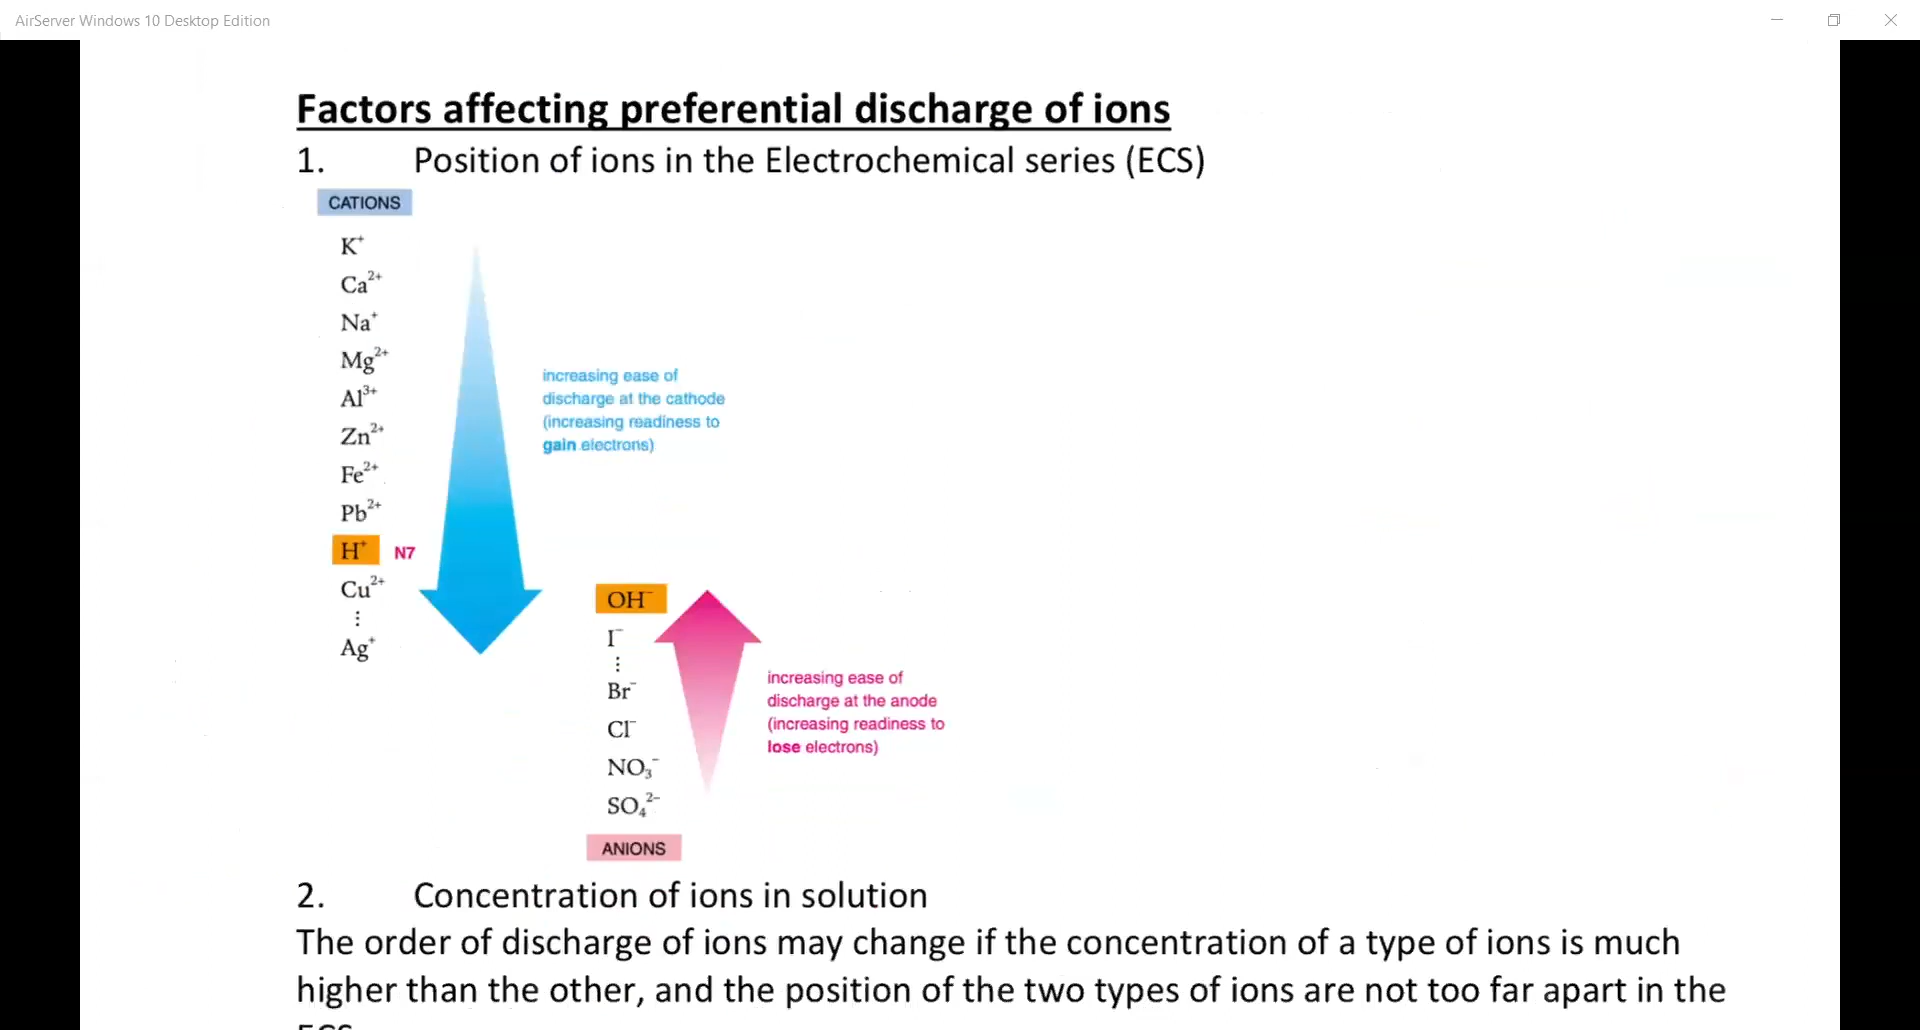 AirServer Windows 10 Desktop Edition
Factors affecting preferential discharge of ions
1. Position of ions in the Electrochemical series (ECS)
CATIONS
K⁺
Ca²⁺
Na⁺
Mg²⁺
Al³⁺
Zn²⁺
Fe²⁺
Pb²⁺
H⁺ N7
Cu²⁺
⋮
Ag⁺
increasing ease of
discharge at the cathode
(increasing readiness to
gain electrons)
OH⁻
I⁻
⋮
Br⁻
Cl⁻
NO₃⁻
SO₄²⁻
ANIONS
increasing ease of
discharge at the anode
(increasing readiness to
lose electrons)
2. Concentration of ions in solution
The order of discharge of ions may change if the concentration of a type of ions is much
higher than the other, and the position of the two types of ions are not too far apart in the
ECS